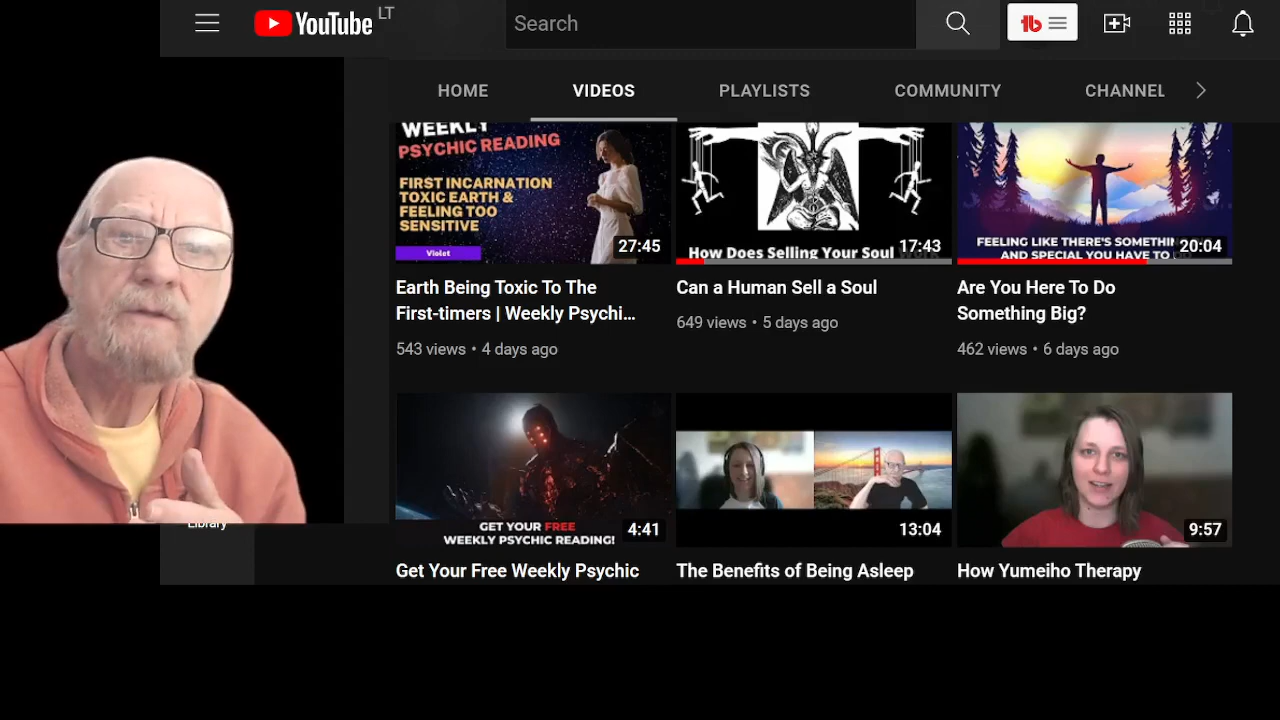 YouTube LT
Search
HOME VIDEOS PLAYLISTS COMMUNITY CHANNEL
WEEKLY
PSYCHIC READING
FIRST INCARNATION
TOXIC EARTH &
FEELING TOO
SENSITIVE
Violet
27:45
How Does Selling Your Soul Work
17:43
FEELING LIKE THERE'S SOMETHIN
AND SPECIAL YOU HAVE TO
20:04
Earth Being Toxic To The
First-timers | Weekly Psychi...
543 views • 4 days ago
Can a Human Sell a Soul
649 views • 5 days ago
Are You Here To Do
Something Big?
462 views • 6 days ago
GET YOUR FREE
WEEKLY PSYCHIC READING!
4:41
13:04
9:57
Library
Get Your Free Weekly Psychic
The Benefits of Being Asleep
How Yumeiho Therapy